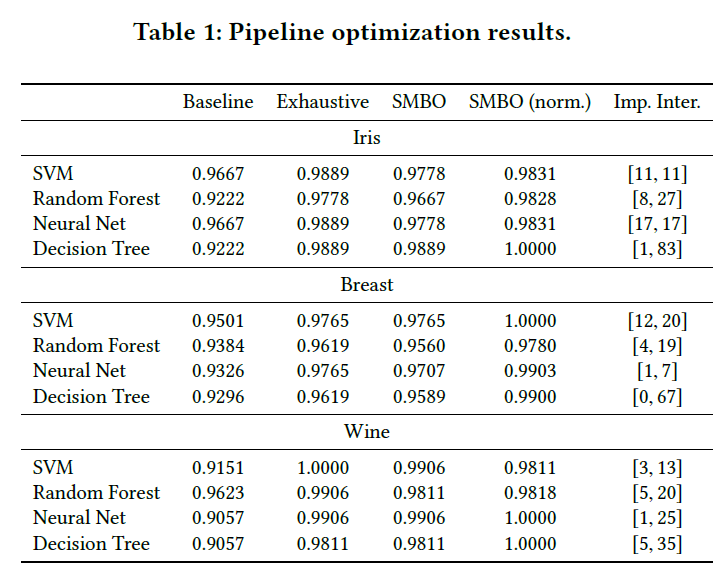 Table 1: Pipeline optimization results.
Baseline Exhaustive SMBO SMBO (norm.) Imp. Inter.
Iris
SVM 0.9667 0.9889 0.9778 0.9831 [11, 11]
Random Forest 0.9222 0.9778 0.9667 0.9828 [8, 27]
Neural Net 0.9667 0.9889 0.9778 0.9831 [17, 17]
Decision Tree 0.9222 0.9889 0.9889 1.0000 [1, 83]
Breast
SVM 0.9501 0.9765 0.9765 1.0000 [12, 20]
Random Forest 0.9384 0.9619 0.9560 0.9780 [4, 19]
Neural Net 0.9326 0.9765 0.9707 0.9903 [1, 7]
Decision Tree 0.9296 0.9619 0.9589 0.9900 [0, 67]
Wine
SVM 0.9151 1.0000 0.9906 0.9811 [3, 13]
Random Forest 0.9623 0.9906 0.9811 0.9818 [5, 20]
Neural Net 0.9057 0.9906 0.9906 1.0000 [1, 25]
Decision Tree 0.9057 0.9811 0.9811 1.0000 [5, 35]